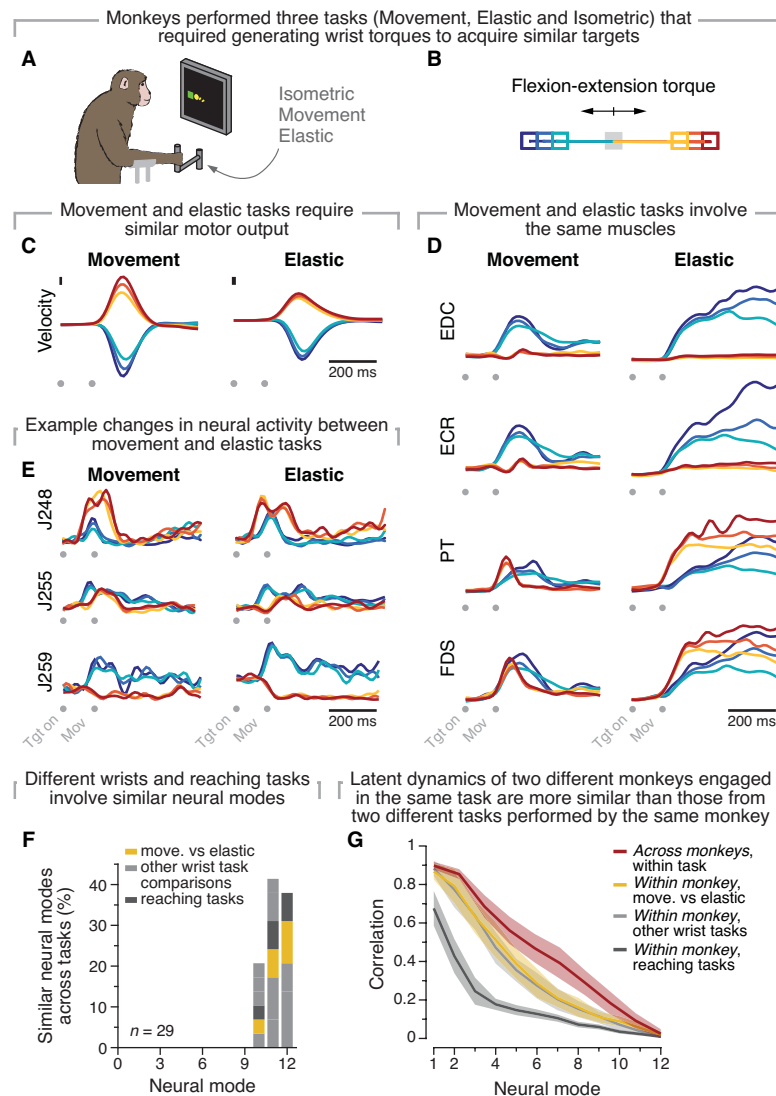 Monkeys performed three tasks (Movement, Elastic and Isometric) that
required generating wrist torques to acquire similar targets
A
Isometric
Movement
Elastic
B
Flexion-extension torque
Movement and elastic tasks require
similar motor output
C
Movement
Elastic
Velocity
200 ms
Movement and elastic tasks involve
the same muscles
D
Movement
Elastic
EDC
ECR
PT
FDS
Tgt on
Mov
Tgt on
Mov
200 ms
Example changes in neural activity between
movement and elastic tasks
E
Movement
Elastic
J248
J255
J259
Tgt on
Mov
Tgt on
Mov
200 ms
Different wrists and reaching tasks
involve similar neural modes
F
move. vs elastic
other wrist task
comparisons
reaching tasks
Similar neural modes
across tasks (%)
40
30
20
10
0
n = 29
0 3 6 9 12
Neural mode
Latent dynamics of two different monkeys engaged
in the same task are more similar than those from
two different tasks performed by the same monkey
G
Across monkeys,
within task
Within monkey,
move. vs elastic
Within monkey,
other wrist tasks
Within monkey,
reaching tasks
Correlation
1
0.8
0.6
0.4
0.2
0
1 2 4 6 8 10 12
Neural mode